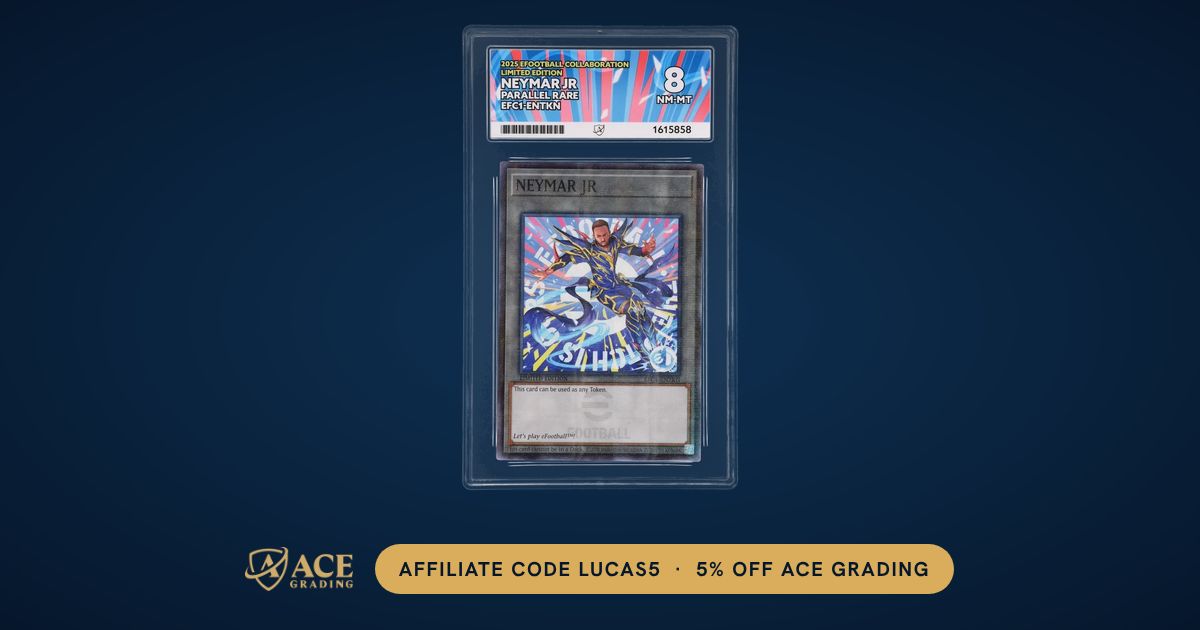 2025 EFOOTBALL COLLABORATION
LIMITED EDITION
NEYMAR JR
PARALLEL RARE
EFC1-ENTKN
8
NM-MT
1615858
NEYMAR JR
LIMITED EDITION
This card can be used as any Token.
FOOTBALL
Let's play eFootball™!
ACE
GRADING
AFFILIATE CODE LUCAS5 · 5% OFF ACE GRADING